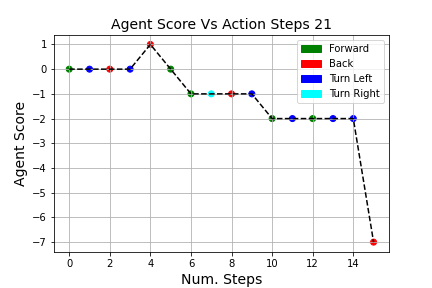 Agent Score Vs Action Steps 21
Agent Score
1
0
−1
−2
−3
−4
−5
−6
−7
Forward
Back
Turn Left
Turn Right
0 2 4 6 8 10 12 14
Num. Steps